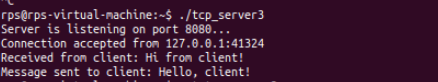 ^C
rps@rps-virtual-machine:~$ ./tcp_server3
Server is listening on port 8080...
Connection accepted from 127.0.0.1:41324
Received from client: Hi from client!
Message sent to client: Hello, client!